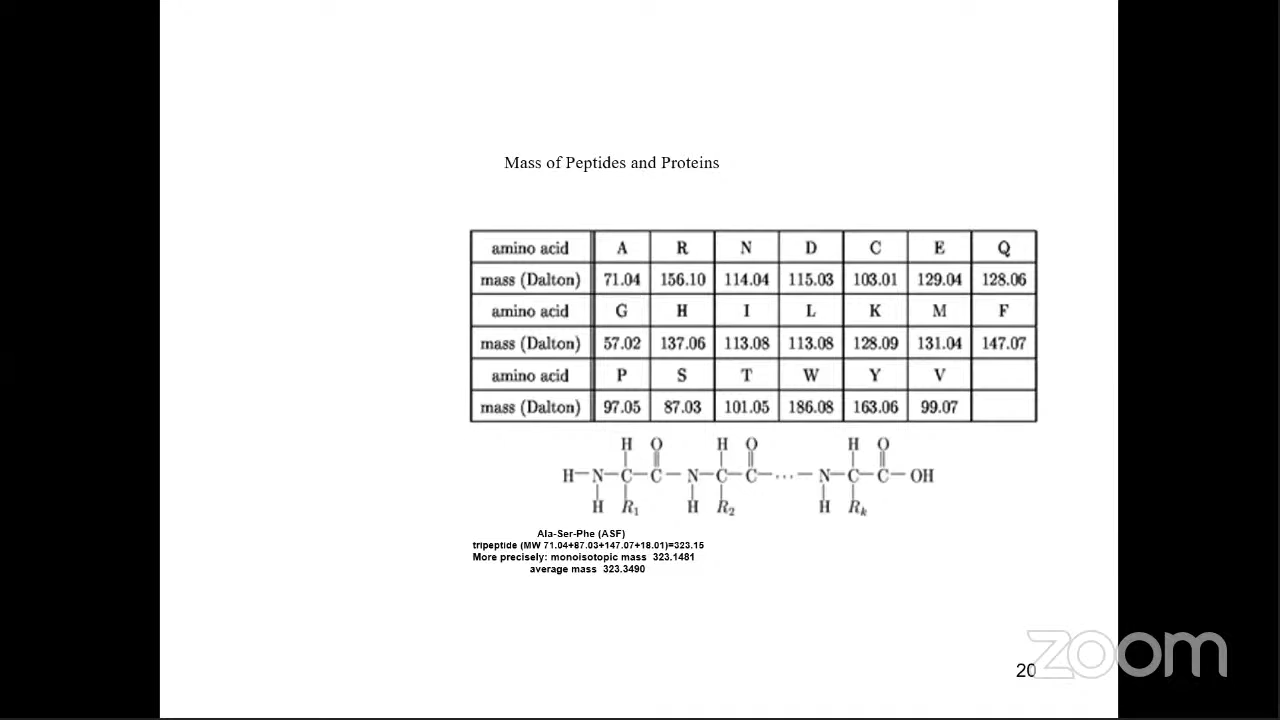 Mass of Peptides and Proteins
amino acid A R N D C E Q
mass (Dalton) 71.04 156.10 114.04 115.03 103.01 129.04 128.06
amino acid G H I L K M F
mass (Dalton) 57.02 137.06 113.08 113.08 128.09 131.04 147.07
amino acid P S T W Y V
mass (Dalton) 97.05 87.03 101.05 186.08 163.06 99.07
H O H O H O
H—N—C—C—N—C—C—···—N—C—C—OH
H R1 H R2 H Rk
Ala-Ser-Phe (ASF)
tripeptide (MW 71.04+87.03+147.07+18.01)=323.15
More precisely: monoisotopic mass 323.1481
average mass 323.3490
zoom
20